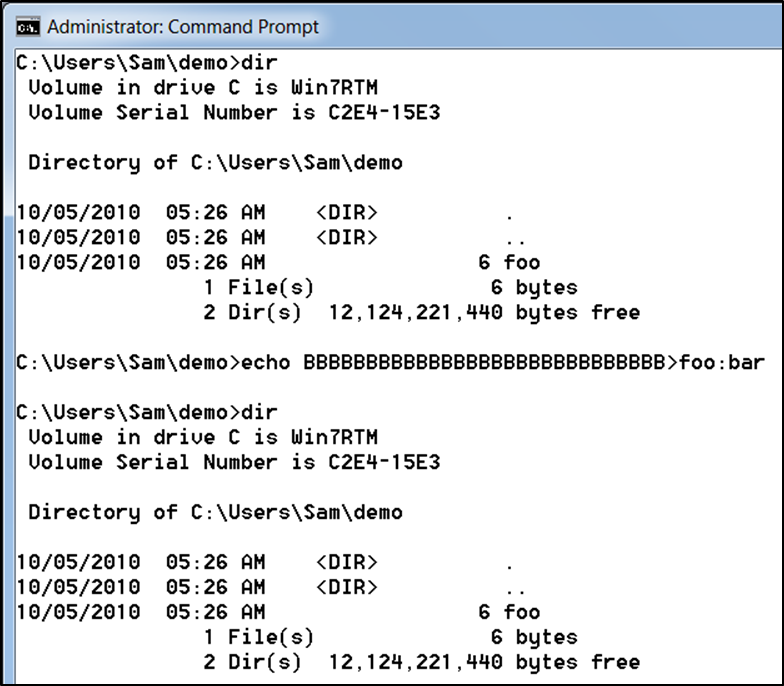 Administrator: Command Prompt
C:\Users\Sam\demo>dir
 Volume in drive C is Win7RTM
 Volume Serial Number is C2E4-15E3

 Directory of C:\Users\Sam\demo

10/05/2010  05:26 AM    <DIR>          .
10/05/2010  05:26 AM    <DIR>          ..
10/05/2010  05:26 AM                 6 foo
               1 File(s)              6 bytes
               2 Dir(s)  12,124,221,440 bytes free

C:\Users\Sam\demo>echo BBBBBBBBBBBBBBBBBBBBBBBBBBBBB>foo:bar

C:\Users\Sam\demo>dir
 Volume in drive C is Win7RTM
 Volume Serial Number is C2E4-15E3

 Directory of C:\Users\Sam\demo

10/05/2010  05:26 AM    <DIR>          .
10/05/2010  05:26 AM    <DIR>          ..
10/05/2010  05:26 AM                 6 foo
               1 File(s)              6 bytes
               2 Dir(s)  12,124,221,440 bytes free